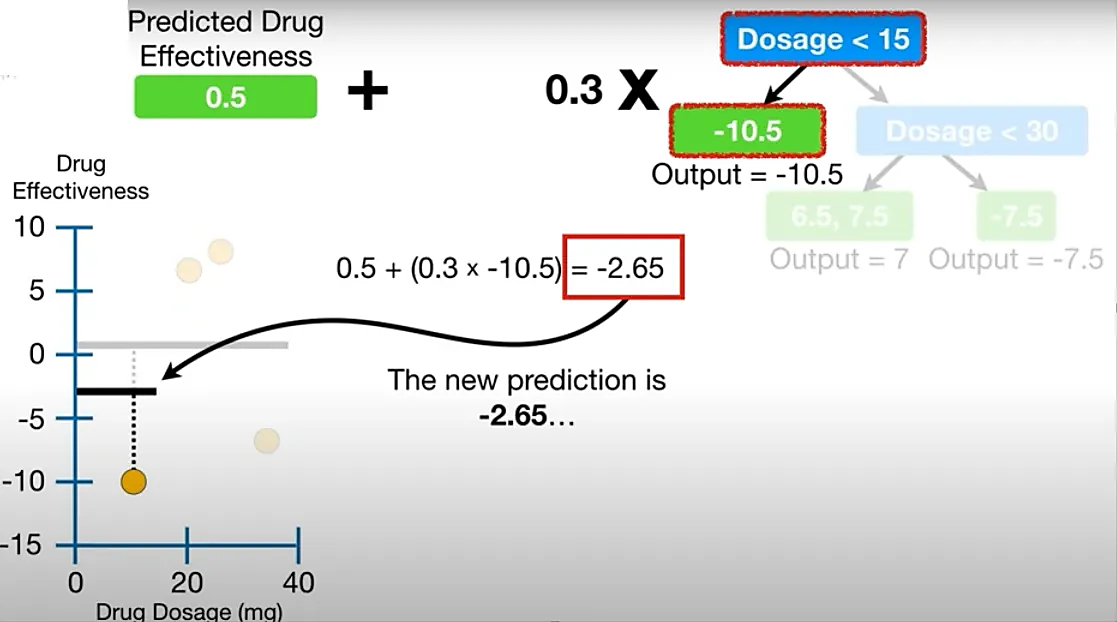 Predicted Drug
Effectiveness
0.5
+
0.3 X
Dosage < 15
-10.5
Output = -10.5
Dosage < 30
6.5, 7.5
-7.5
Output = 7
Output = -7.5
Drug
Effectiveness
10
5
0
-5
-10
-15
0.5 + (0.3 × -10.5) = -2.65
The new prediction is
-2.65…
0 20 40
Drug Dosage (mg)